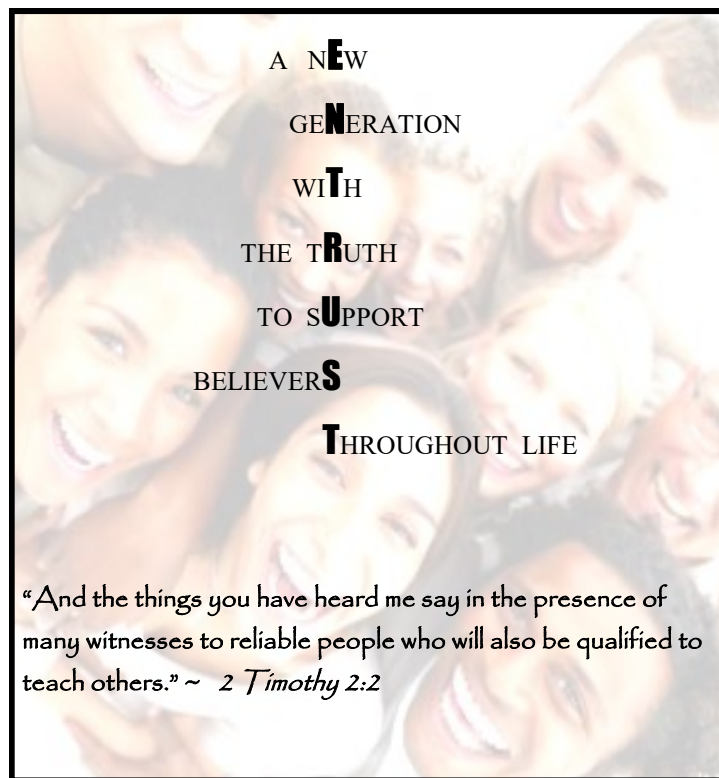 A NEW
GENERATION
WITH
THE TRUTH
TO SUPPORT
BELIEVERS
THROUGHOUT LIFE
“And the things you have heard me say in the presence of
many witnesses to reliable people who will also be qualified to
teach others.” ~ 2 Timothy 2:2